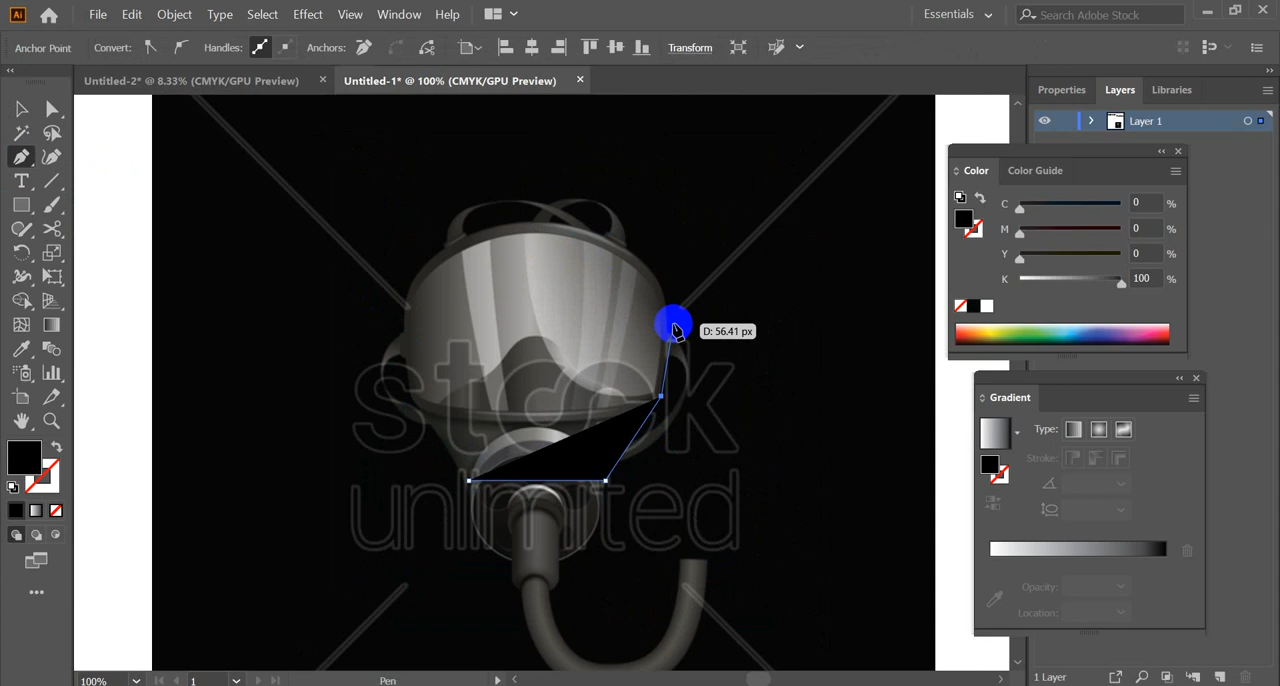 Ai File Edit Object Type Select Effect View Window Help Essentials Search Adobe Stock
Anchor Point Convert: Handles: Anchors: Transform
Untitled-2* @ 8.33% (CMYK/GPU Preview) Untitled-1* @ 100% (CMYK/GPU Preview)
Properties Layers Libraries
Layer 1
Color Color Guide
C 0 %
M 0 %
Y 0 %
K 100 %
D: 56.41 px
stock
unlimited
Gradient
Type:
Stroke:
Opacity:
Location:
100% 1 Pen 1 Layer